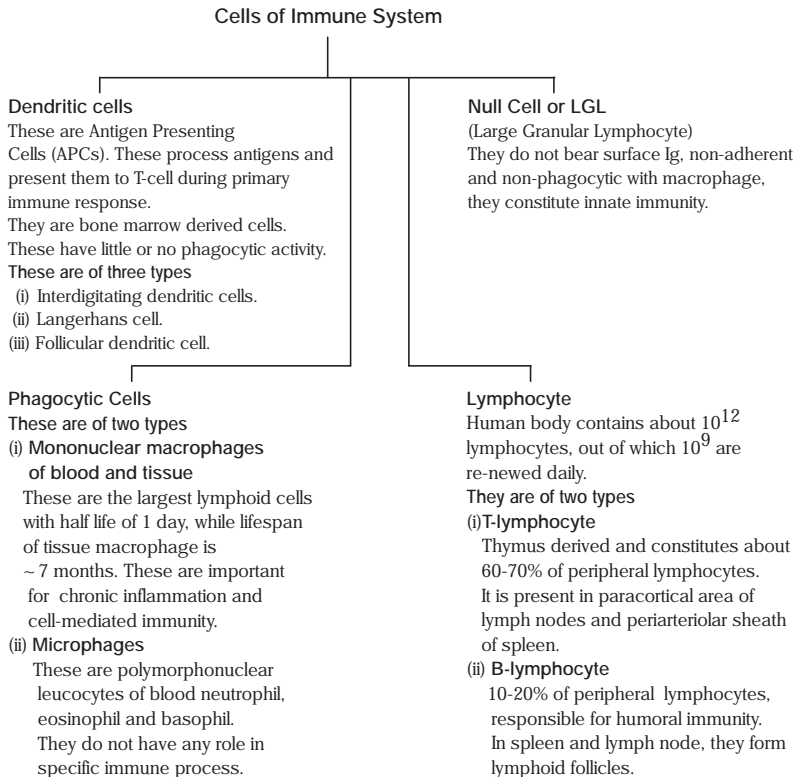 Cells of Immune System
Dendritic cells
These are Antigen Presenting
Cells (APCs). These process antigens and
present them to T-cell during primary
immune response.
They are bone marrow derived cells.
These have little or no phagocytic activity.
These are of three types
(i) Interdigitating dendritic cells.
(ii) Langerhans cell.
(iii) Follicular dendritic cell.
Null Cell or LGL
(Large Granular Lymphocyte)
They do not bear surface Ig, non-adherent
and non-phagocytic with macrophage,
they constitute innate immunity.
Phagocytic Cells
These are of two types
(i) Mononuclear macrophages
of blood and tissue
These are the largest lymphoid cells
with half life of 1 day, while lifespan
of tissue macrophage is
~ 7 months. These are important
for chronic inflammation and
cell-mediated immunity.
(ii) Microphages
These are polymorphonuclear
leucocytes of blood neutrophil,
eosinophil and basophil.
They do not have any role in
specific immune process.
Lymphocyte
Human body contains about 10¹²
lymphocytes, out of which 10⁹ are
re-newed daily.
They are of two types
(i)T-lymphocyte
Thymus derived and constitutes about
60-70% of peripheral lymphocytes.
It is present in paracortical area of
lymph nodes and periarteriolar sheath
of spleen.
(ii) B-lymphocyte
10-20% of peripheral lymphocytes,
responsible for humoral immunity.
In spleen and lymph node, they form
lymphoid follicles.